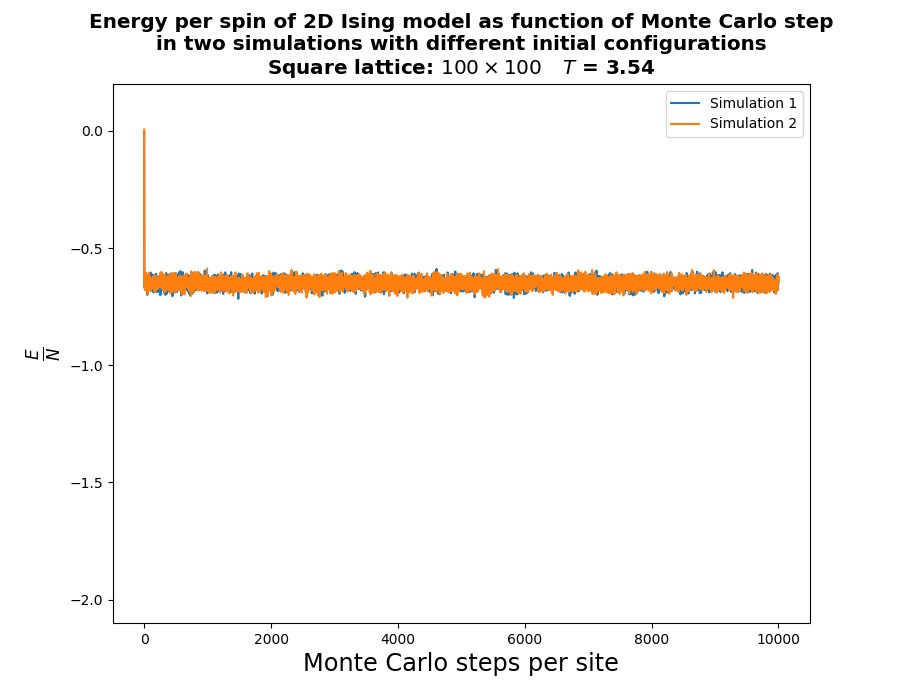 Energy per spin of 2D Ising model as function of Monte Carlo step
in two simulations with different initial configurations
Square lattice: 100 × 100 T = 3.54
Simulation 1
Simulation 2
0.0
−0.5
−1.0
−1.5
−2.0
E
N
0 2000 4000 6000 8000 10000
Monte Carlo steps per site